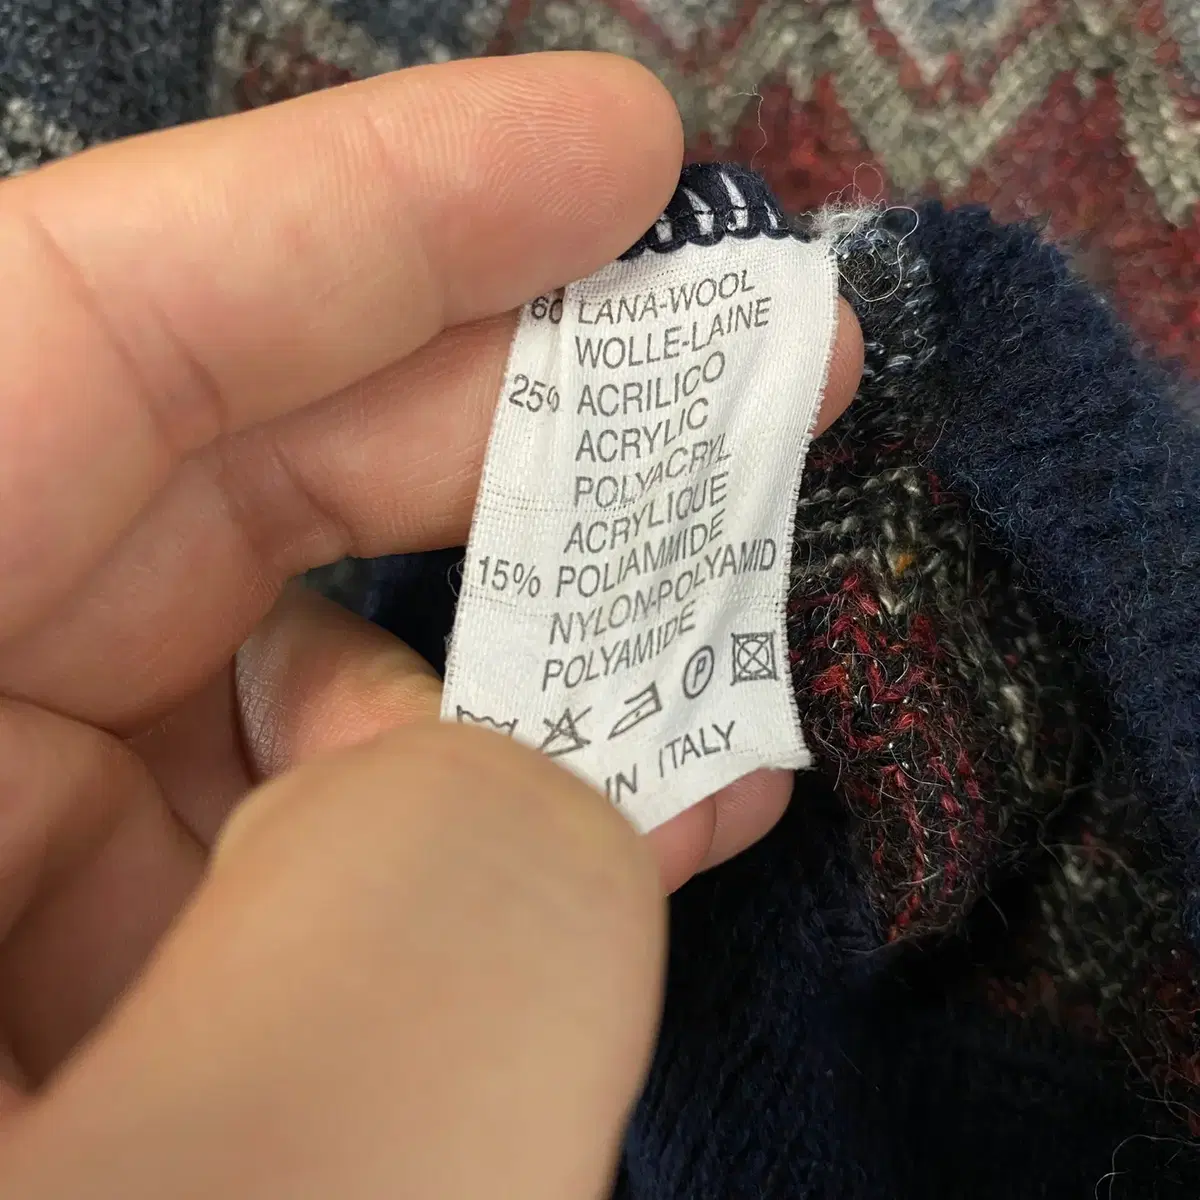 60 LANA-WOOL
WOLLE-LAINE
25% ACRILICO
ACRYLIC
POLYACRYL
ACRYLIQUE
15% POLIAMMIDE
NYLON-POLYAMID
POLYAMIDE
P
IN ITALY